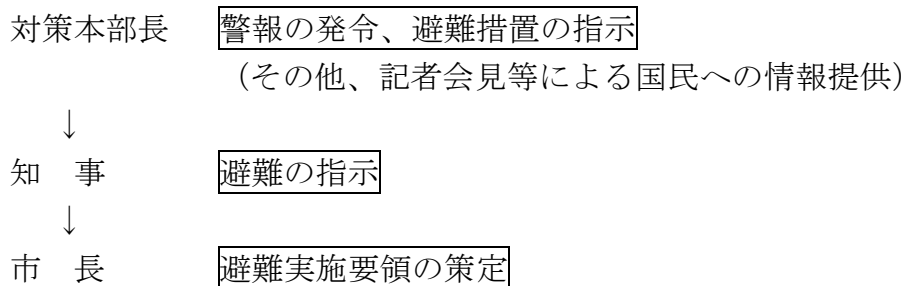 対策本部長　警報の発令、避難措置の指示
（その他、記者会見等による国民への情報提供）
↓
知　事　避難の指示
↓
市　長　避難実施要領の策定